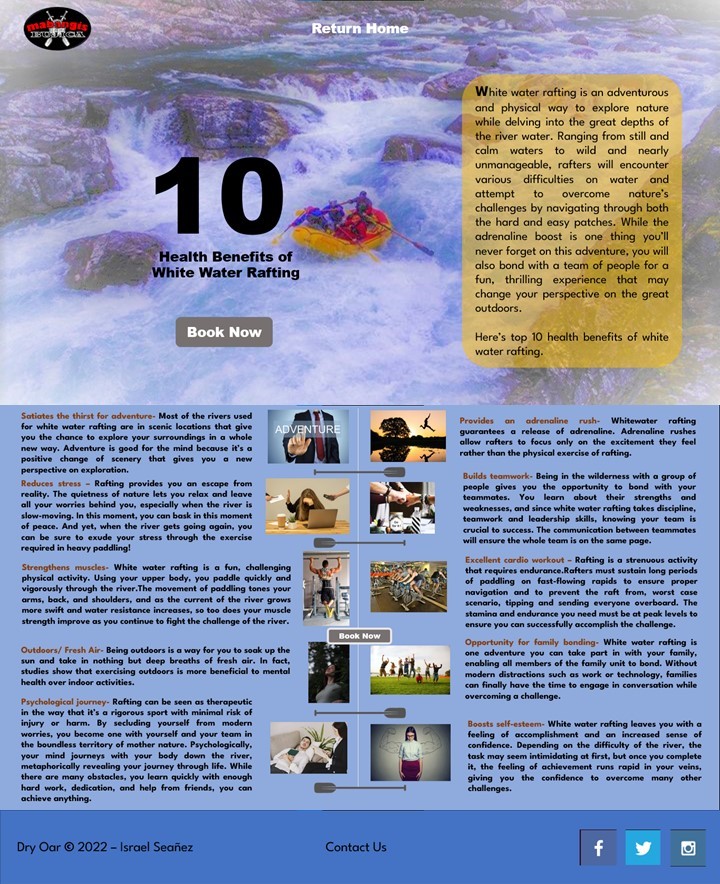 mabangis
BUJICA
Return Home
White water rafting is an adventurous
and physical way to explore nature
while delving into the great depths of
the river water. Ranging from still and
calm waters to wild and nearly
unmanageable, rafters will encounter
various difficulties on water and
attempt to overcome nature's
challenges by navigating through both
the hard and easy patches. While the
adrenaline boost is one thing you'll
never forget on this adventure, you will
also bond with a team of people for a
fun, thrilling experience that may
change your perspective on the great
outdoors.
Here's top 10 health benefits of white
water rafting.
10
Health Benefits of
White Water Rafting
Book Now
Satiates the thirst for adventure- Most of the rivers used
for white water rafting are in scenic locations that give
you the chance to explore your surroundings in a whole
new way. Adventure is good for the mind because it's a
positive change of scenery that gives you a new
perspective on exploration.
ADVENTURE
Provides an adrenaline rush- Whitewater rafting
guarantees a release of adrenaline. Adrenaline rushes
allow rafters to focus only on the excitement they feel
rather than the physical exercise of rafting.
Reduces stress – Rafting provides you an escape from
reality. The quietness of nature lets you relax and leave
all your worries behind you, especially when the river is
slow-moving. In this moment, you can bask in this moment
of peace. And yet, when the river gets going again, you
can be sure to exude your stress through the exercise
required in heavy paddling!
Builds teamwork- Being in the wilderness with a group of
people gives you the opportunity to bond with your
teammates. You learn about their strengths and
weaknesses, and since white water rafting takes discipline,
teamwork and leadership skills, knowing your team is
crucial to success. The communication between teammates
will ensure the whole team is on the same page.
Strengthens muscles- White water rafting is a fun, challenging
physical activity. Using your upper body, you paddle quickly and
vigorously through the river.The movement of paddling tones your
arms, back, and shoulders, and as the current of the river grows
more swift and water resistance increases, so too does your muscle
strength improve as you continue to fight the challenge of the river.
Excellent cardio workout – Rafting is a strenuous activity
that requires endurance.Rafters must sustain long periods
of paddling on fast-flowing rapids to ensure proper
navigation and to prevent the raft from, worst case
scenario, tipping and sending everyone overboard. The
stamina and endurance you need must be at peak levels to
ensure you can successfully accomplish the challenge.
Book Now
Outdoors/ Fresh Air- Being outdoors is a way for you to soak up the
sun and take in nothing but deep breaths of fresh air. In fact,
studies show that exercising outdoors is more beneficial to mental
health over indoor activities.
Opportunity for family bonding- White water rafting is
one adventure you can take part in with your family,
enabling all members of the family unit to bond. Without
modern distractions such as work or technology, families
can finally have the time to engage in conversation while
overcoming a challenge.
Psychological journey- Rafting can be seen as therapeutic
in the way that it's a rigorous sport with minimal risk of
injury or harm. By secluding yourself from modern
worries, you become one with yourself and your team in
the boundless territory of mother nature. Psychologically,
your mind journeys with your body down the river,
metaphorically revealing your journey through life. While
there are many obstacles, you learn quickly with enough
hard work, dedication, and help from friends, you can
achieve anything.
Boosts self-esteem- White water rafting leaves you with a
feeling of accomplishment and an increased sense of
confidence. Depending on the difficulty of the river, the
task may seem intimidating at first, but once you complete
it, the feeling of achievement runs rapid in your veins,
giving you the confidence to overcome many other
challenges.
Dry Oar © 2022 – Israel Seañez
Contact Us